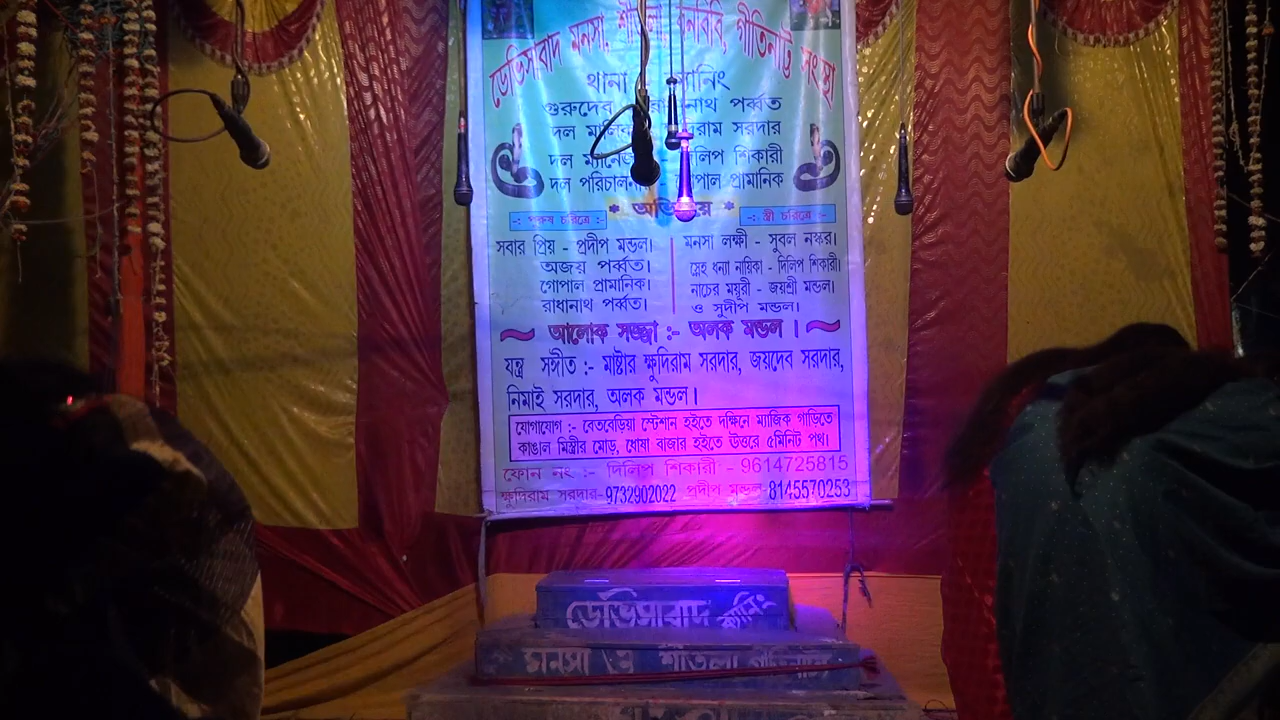 ডেভিসাবাদ মনসা, শীতলা, বনবিবি, গীতিনাট্ট সংস্থা
থানা - ক্যানিং
গুরুদেব রাধানাথ পর্ব্বত
দল মালিক ক্ষুদিরাম সরদার
দল ম্যানেজার - দিলিপ শিকারী
দল পরিচালনায় গোপাল প্রামানিক
* অভিনয় *
-: পুরুষ চরিত্রে :-
-: স্ত্রী চরিত্রে :-
সবার প্রিয় - প্রদীপ মন্ডল।
অজয় পর্ব্বত।
গোপাল প্রামানিক।
রাধানাথ পর্ব্বত।
মনসা লক্ষী - সুবল নস্কর।
স্নেহ ধন্যা নায়িকা - দিলিপ শিকারী।
নাচের ময়ূরী - জয়শ্রী মন্ডল।
ও সুদীপ মন্ডল।
আলোক সজ্জা :- অলক মন্ডল।
যন্ত্র সঙ্গীত :- মাষ্টার ক্ষুদিরাম সরদার, জয়দেব সরদার,
নিমাই সরদার, অলক মন্ডল।
যোগাযোগ :- বেতবেড়িয়া স্টেশান হইতে দক্ষিনে ম্যাজিক গাড়িতে
কাঙাল মিস্ত্রীর মোড়, ঘোষা বাজার হইতে ঊত্তরে ৫মিনিট পথ।
ফোন নং :- দিলিপ শিকারী - 9614725815
ক্ষুদিরাম সরদার-9732902022 প্রদীপ মন্ডল-8145570253
ডেভিসাবাদ ক্যানিং
মনসা ও শীতলা গীতিনাট্য